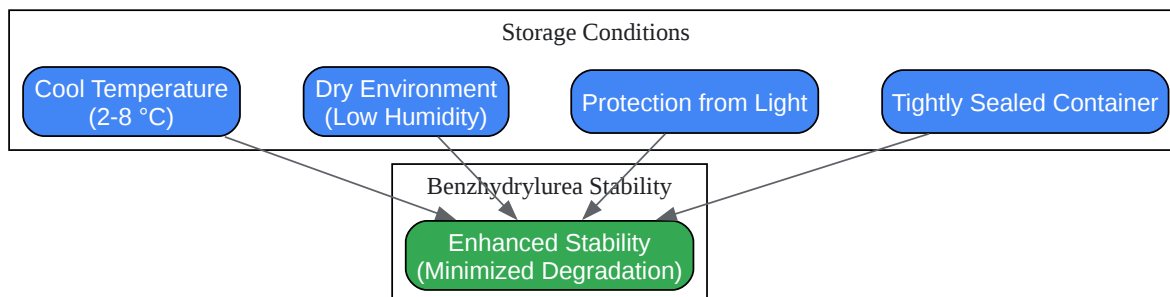 Storage Conditions
Cool Temperature
(2-8 °C)
Dry Environment
(Low Humidity)
Protection from Light
Tightly Sealed Container
Benzhydrylurea Stability
Enhanced Stability
(Minimized Degradation)